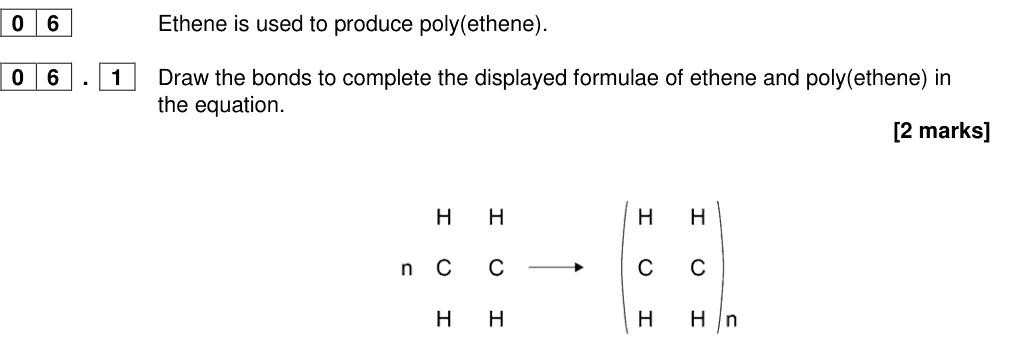 0 6 Ethene is used to produce poly(ethene).
0 6 . 1 Draw the bonds to complete the displayed formulae of ethene and poly(ethene) in
the equation.
[2 marks]
H H H H
n C C C C
H H H H n